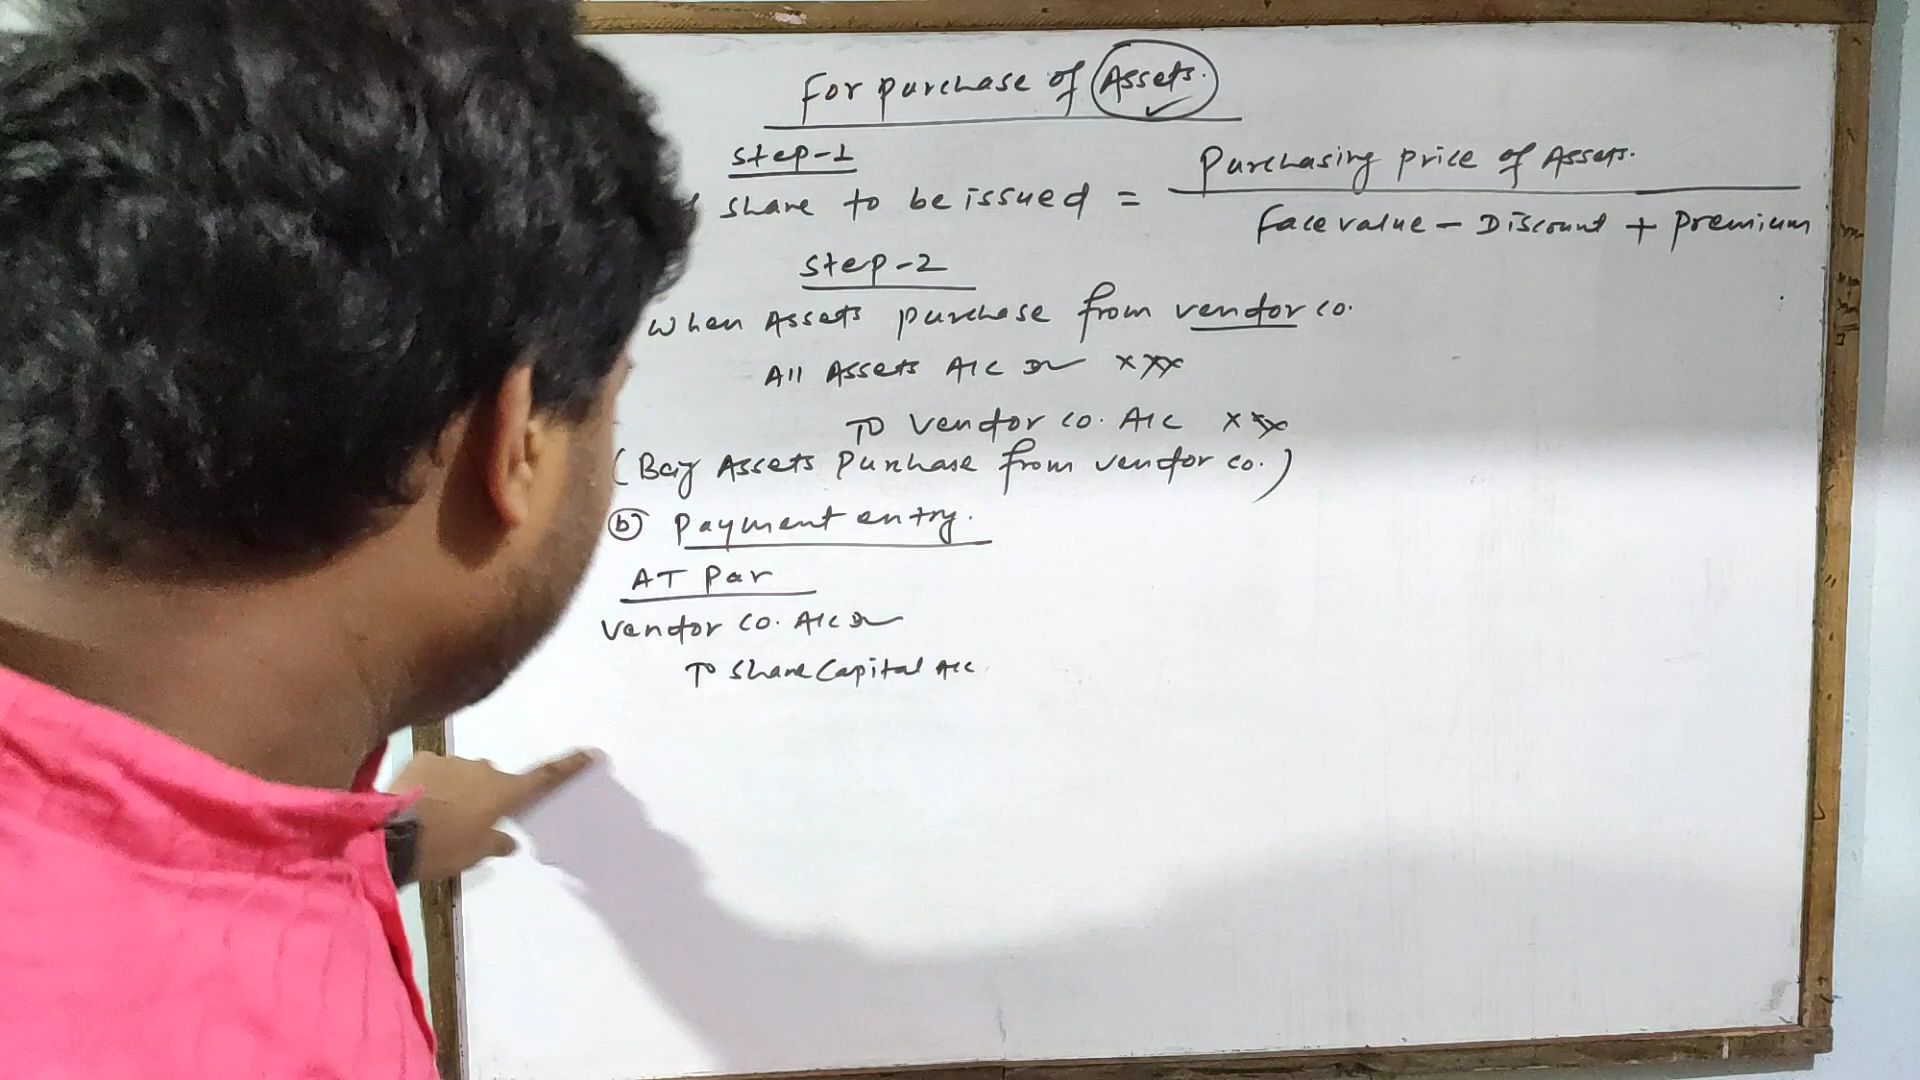 For purchase of Assets.
Step-1
Purchasing price of Assets.
share to be issued =
Face value - Discount + Premium
Step-2
When Assets purchase from vendor co.
All Assets A/c Dr xxx
To Vendor co. A/c xxx
(Beig Assets Purchase from vendor co.)
(b) Payment entry.
AT Par
Vendor co. A/c Dr
To Share Capital A/c